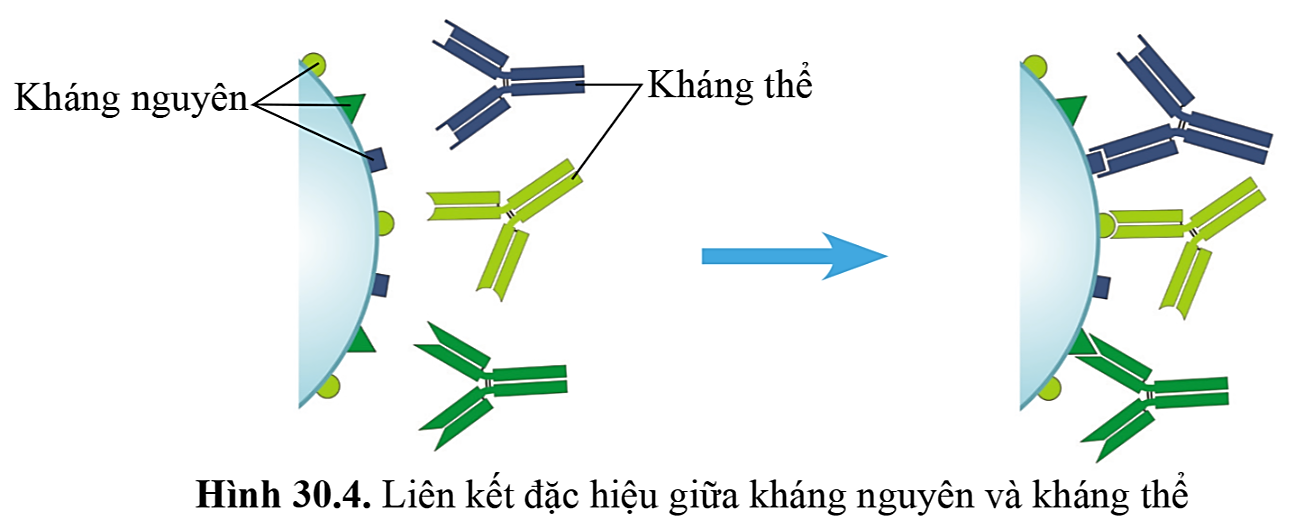 Kháng nguyên
Kháng thể
Hình 30.4. Liên kết đặc hiệu giữa kháng nguyên và kháng thể